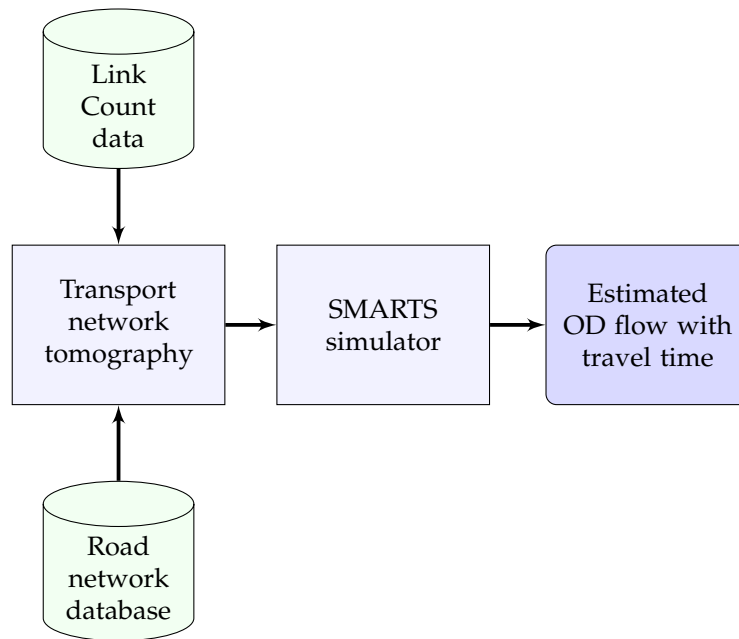 Link
Count
data
Transport
network
tomography
SMARTS
simulator
Estimated
OD flow with
travel time
Road
network
database